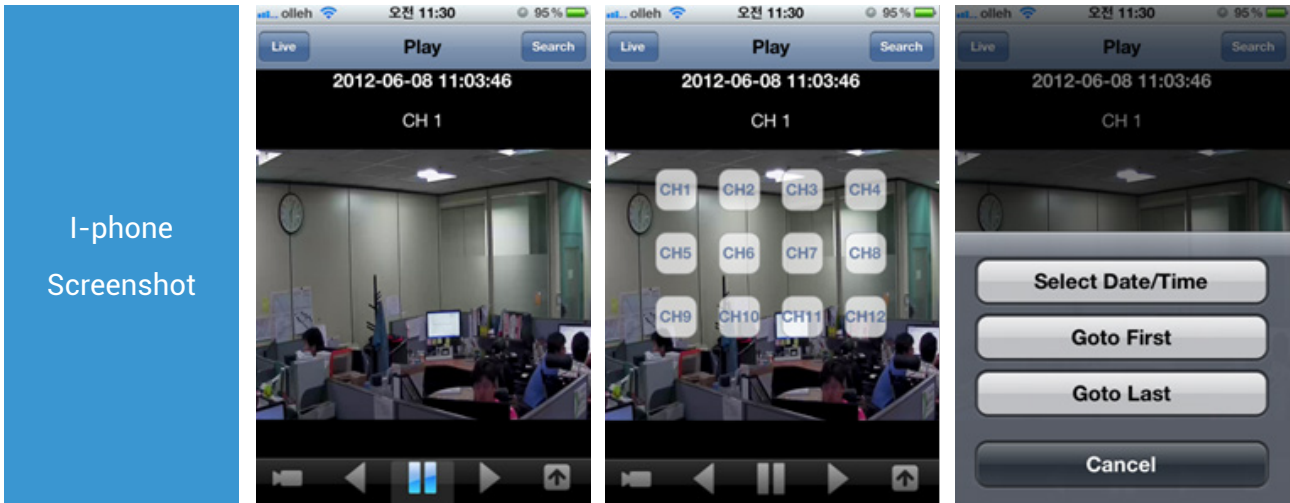 I-phone
Screenshot
olleh 오전 11:30 95%
Live Play Search
2012-06-08 11:03:46
CH 1
olleh 오전 11:30 95%
Live Play Search
2012-06-08 11:03:46
CH 1
CH1 CH2 CH3 CH4
CH5 CH6 CH7 CH8
CH9 CH10 CH11 CH12
olleh 오전 11:30 95%
Live Play Search
2012-06-08 11:03:46
CH 1
Select Date/Time
Goto First
Goto Last
Cancel